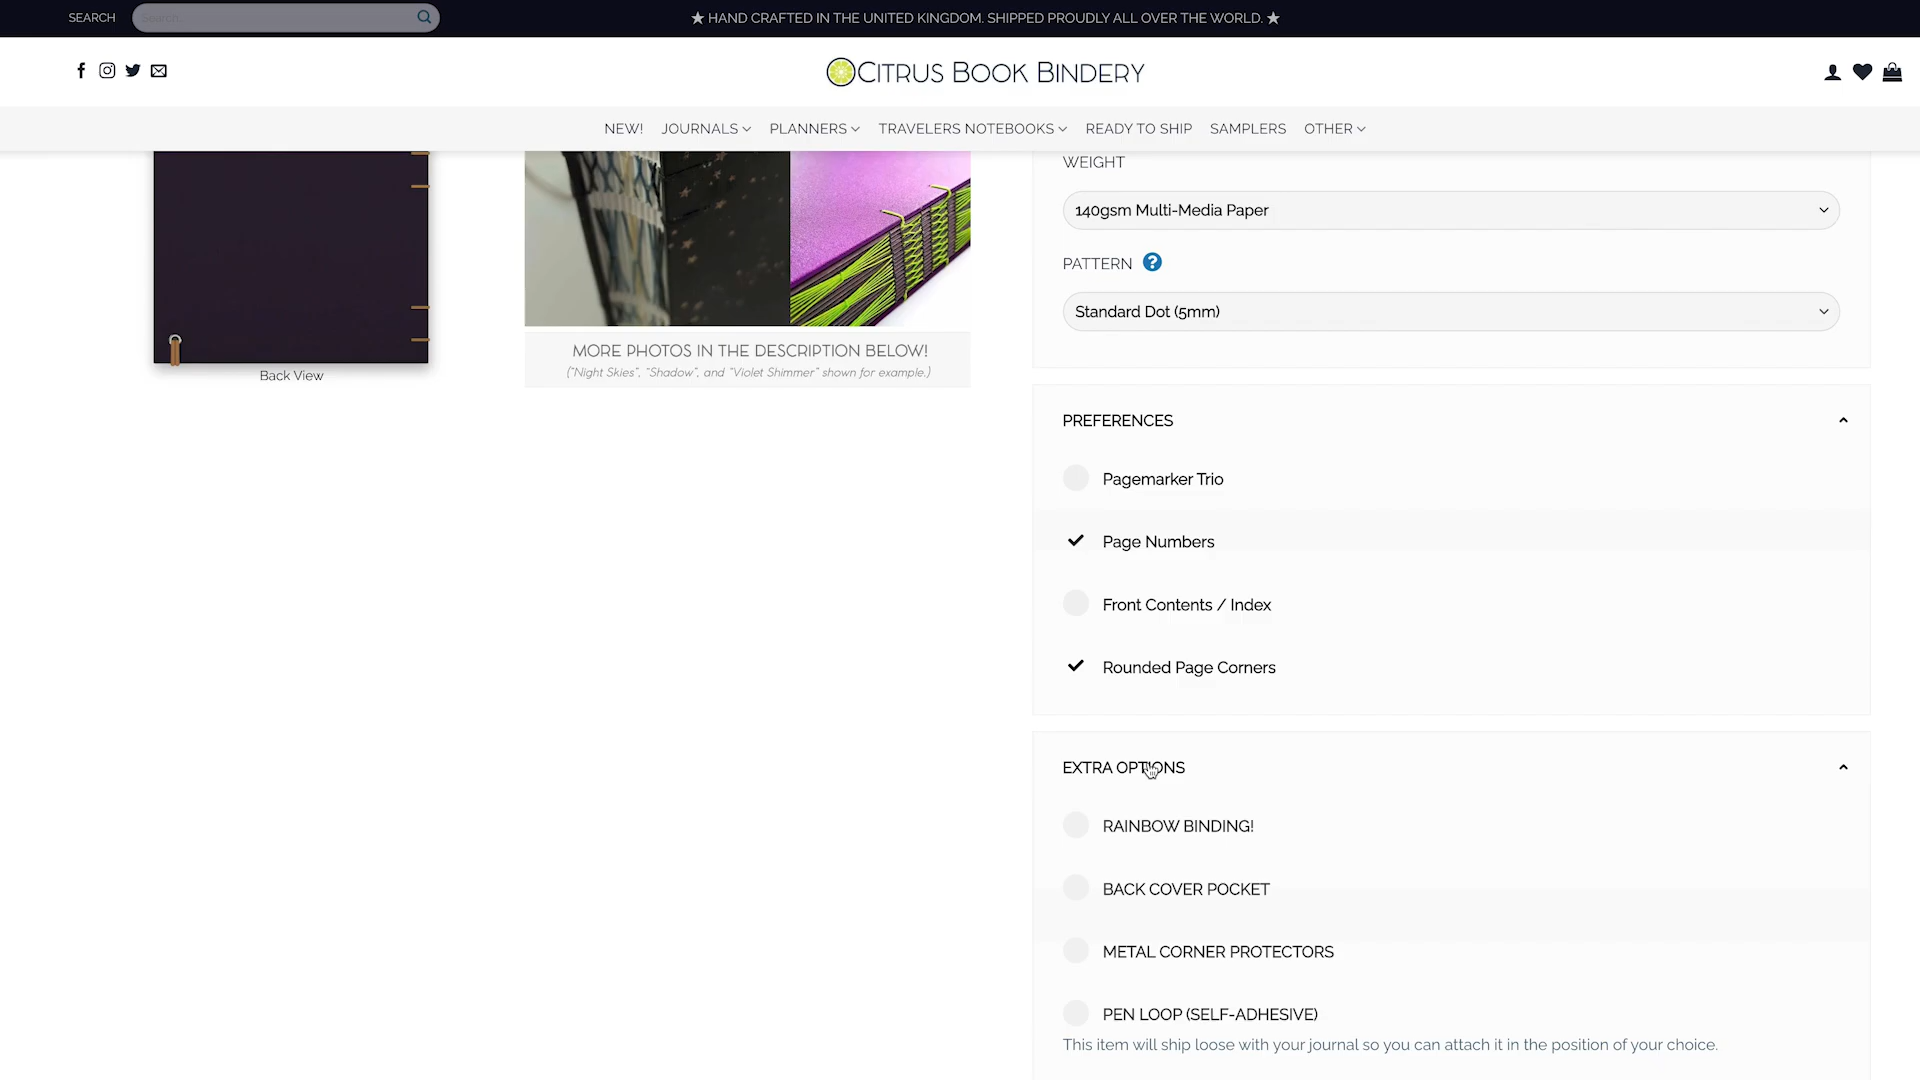 SEARCH
Search...
★ HAND CRAFTED IN THE UNITED KINGDOM. SHIPPED PROUDLY ALL OVER THE WORLD. ★
CITRUS BOOK BINDERY
NEW! JOURNALS PLANNERS TRAVELERS NOTEBOOKS READY TO SHIP SAMPLERS OTHER
Back View
MORE PHOTOS IN THE DESCRIPTION BELOW!
("Night Skies", "Shadow", and "Violet Shimmer" shown for example.)
WEIGHT
140gsm Multi-Media Paper
PATTERN ?
Standard Dot (5mm)
PREFERENCES
Pagemarker Trio
Page Numbers
Front Contents / Index
Rounded Page Corners
EXTRA OPTIONS
RAINBOW BINDING!
BACK COVER POCKET
METAL CORNER PROTECTORS
PEN LOOP (SELF-ADHESIVE)
This item will ship loose with your journal so you can attach it in the position of your choice.